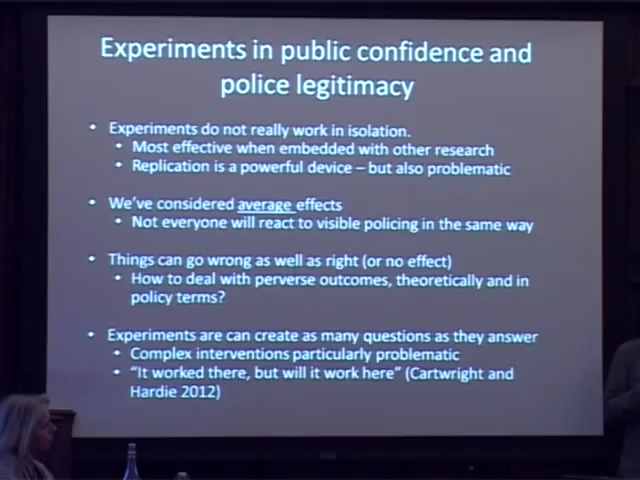 Experiments in public confidence and
police legitimacy
• Experiments do not really work in isolation.
• Most effective when embedded with other research
• Replication is a powerful device – but also problematic
• We've considered average effects
• Not everyone will react to visible policing in the same way
• Things can go wrong as well as right (or no effect)
• How to deal with perverse outcomes, theoretically and in
policy terms?
• Experiments are can create as many questions as they answer
• Complex interventions particularly problematic
• “It worked there, but will it work here” (Cartwright and
Hardie 2012)